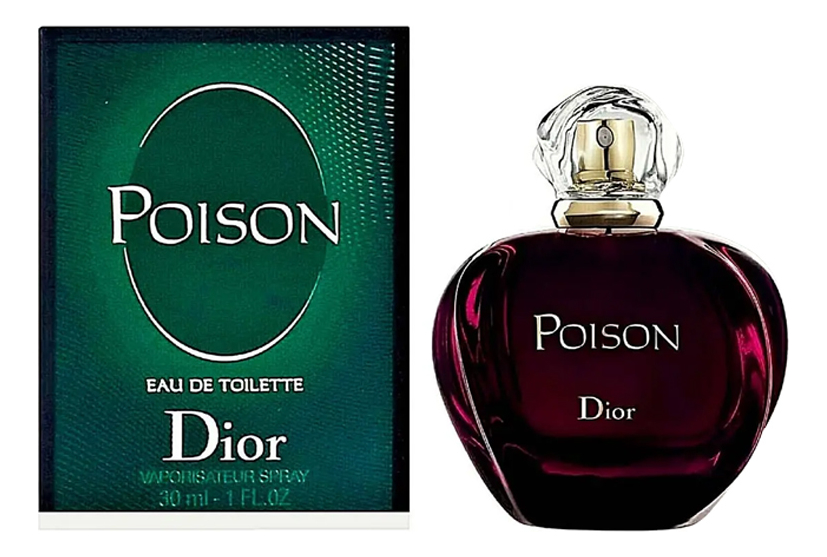 POISON
EAU DE TOILETTE
Dior
VAPORISATEUR SPRAY
30 ml - 1 FL.OZ
POISON
Dior